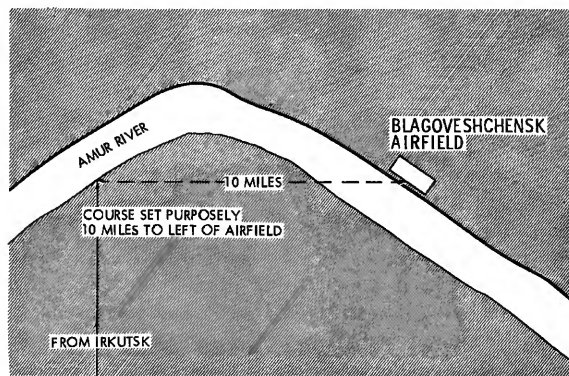 BLAGOVESHCHENSK
AIRFIELD
AMUR RIVER
10 MILES
COURSE SET PURPOSELY
10 MILES TO LEFT OF AIRFIELD
FROM IRKUTSK